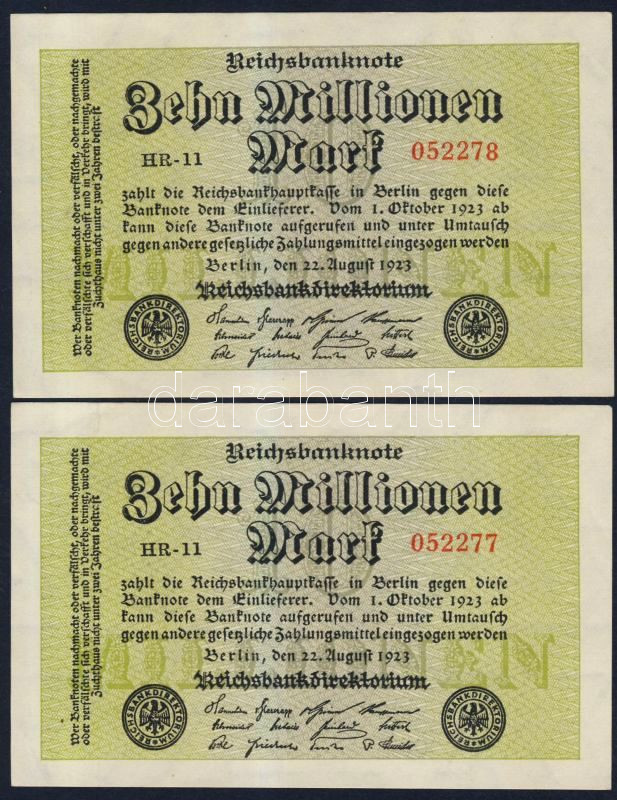 Reichsbanknote
Zehn Millionen
HR-11 Mark 052278
zahlt die Reichsbankhauptkasse in Berlin gegen diese
Banknote dem Einlieferer. Vom 1. Oktober 1923 ab
kann diese Banknote aufgerufen und unter Umtausch
gegen andere gesetzliche Zahlungsmittel eingezogen werden
Berlin, den 22. August 1923
Reichsbankdirektorium
REICHSBANKDIREKTORIUM
REICHSBANKDIREKTORIUM
Wer Banknoten nachmacht oder verfälscht, oder nachgemachte
oder verfälschte sich verschafft und in Verkehr bringt, wird mit
Zuchthaus nicht unter zwei Jahren bestraft
darabanth
Reichsbanknote
Zehn Millionen
HR-11 Mark 052277
zahlt die Reichsbankhauptkasse in Berlin gegen diese
Banknote dem Einlieferer. Vom 1. Oktober 1923 ab
kann diese Banknote aufgerufen und unter Umtausch
gegen andere gesetzliche Zahlungsmittel eingezogen werden
Berlin, den 22. August 1923
Reichsbankdirektorium
REICHSBANKDIREKTORIUM
REICHSBANKDIREKTORIUM
Wer Banknoten nachmacht oder verfälscht, oder nachgemachte
oder verfälschte sich verschafft und in Verkehr bringt, wird mit
Zuchthaus nicht unter zwei Jahren bestraft